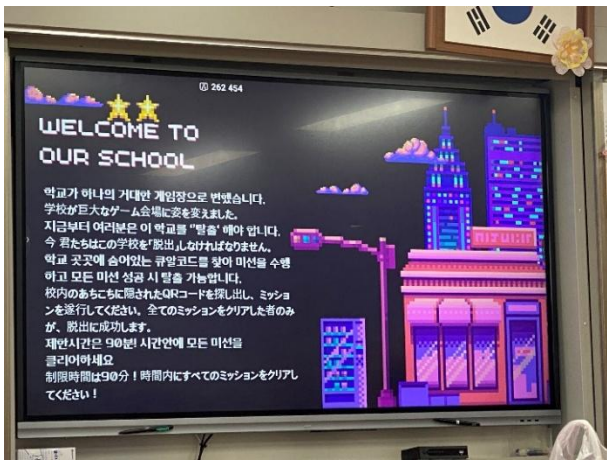 262 454
WELCOME TO
OUR SCHOOL
학교가 하나의 거대한 게임장으로 변했습니다.
学校が巨大なゲーム会場に姿を変えました。
지금부터 여러분은 이 학교를 "탈출' 해야 합니다.
今 君たちはこの学校を「脱出」しなければなりません。
학교 곳곳에 숨어있는 큐알코드를 찾아 미션을 수행
하고 모든 미션 성공 시 탈출 가능합니다.
校内のあちこちに隠されたQRコードを探し出し、ミッショ
ンを遂行してください。全てのミッションをクリアした者のみ
が、脱出に成功します。
제한시간은 90분! 시간안에 모든 미션을
클리어하세요
制限時間は90分！時間内にすべてのミッションをクリアし
てください！